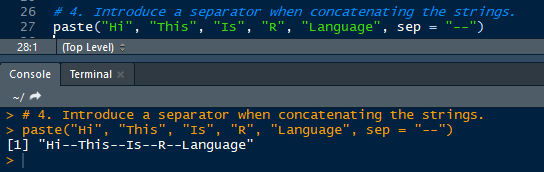 26 # 4. Introduce a separator when concatenating the strings.
27 paste("Hi", "This", "Is", "R", "Language", sep = "--")
28:1 (Top Level)
Console Terminal
~/
> # 4. Introduce a separator when concatenating the strings.
> paste("Hi", "This", "Is", "R", "Language", sep = "--")
[1] "Hi--This--Is--R--Language"
>